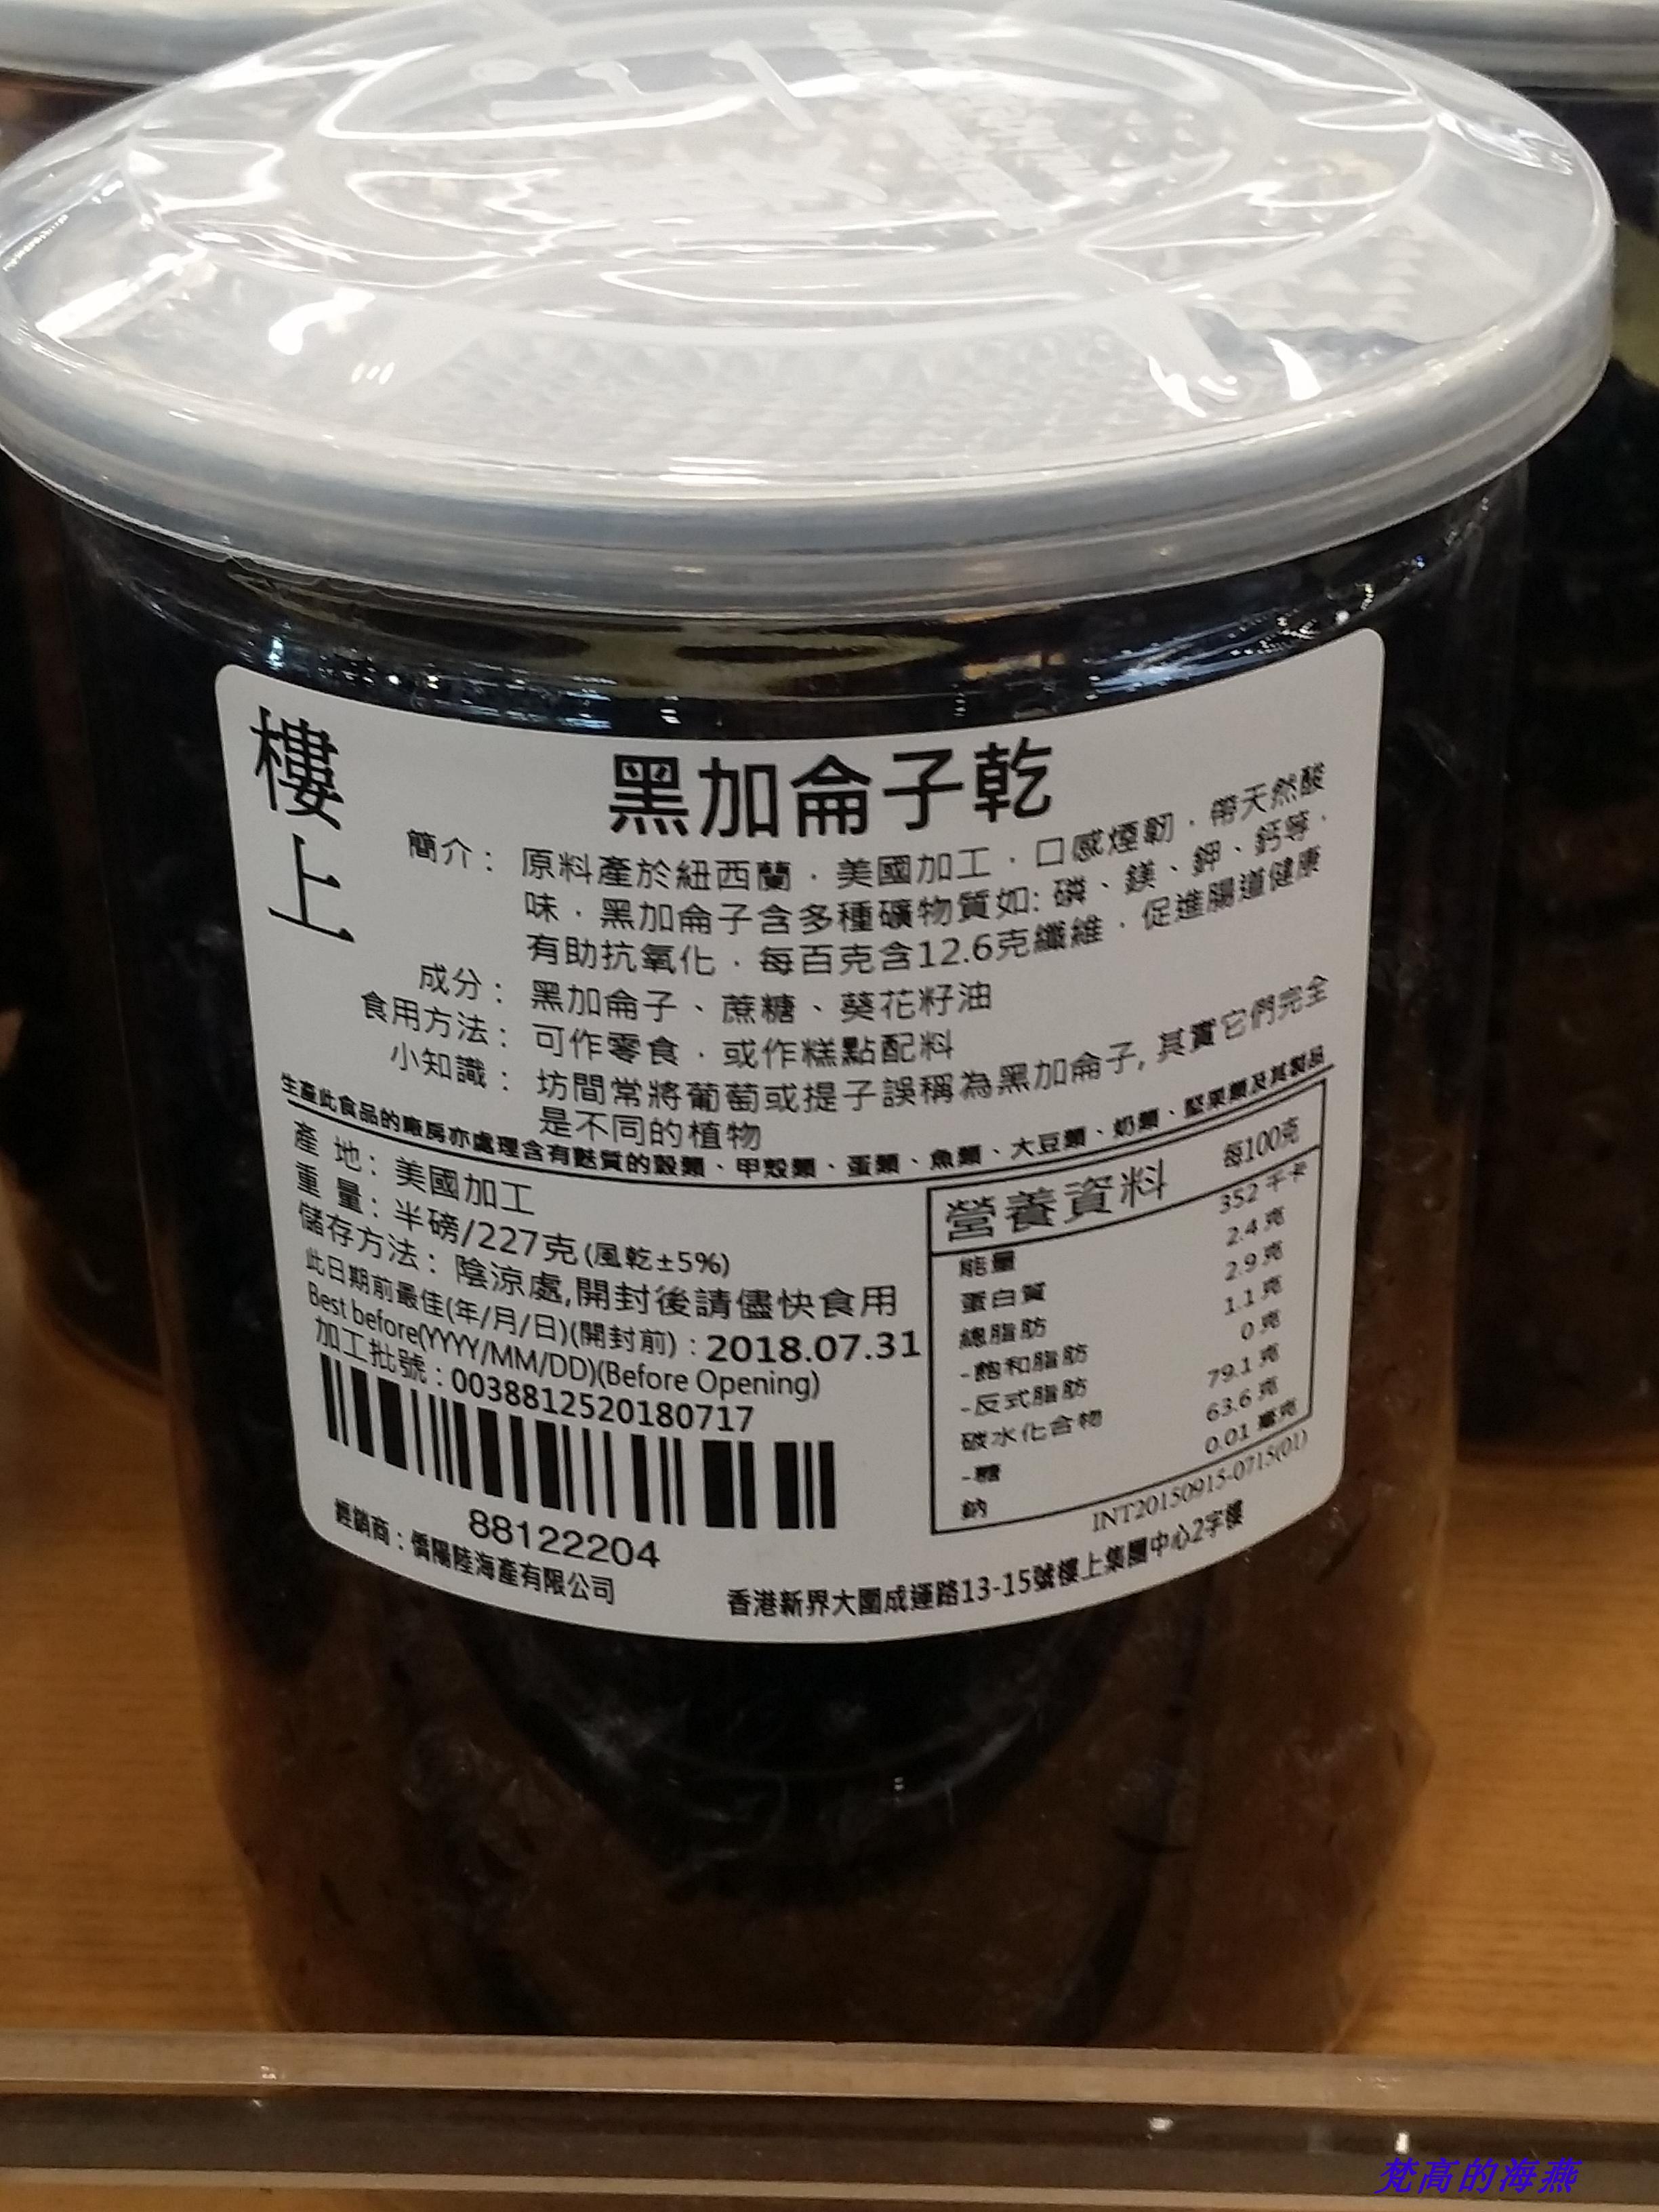 樓上
黑加侖子乾
簡介：原料產於紐西蘭．美國加工．口感煙韌．帶天然酸
味．黑加侖子含多種礦物質如: 磷、鎂、鉀、鈣等．
有助抗氧化．每百克含12.6克纖維．促進腸道健康
成分：黑加侖子、蔗糖、葵花籽油
食用方法：可作零食．或作糕點配料
小知識：坊間常將葡萄或提子誤稱為黑加侖子, 其實它們完全
是不同的植物
生產此食品的廠房亦處理含有麩質的穀類、甲殼類、蛋類、魚類、大豆類、奶類、堅果類及其製品
產 地：美國加工
重 量：半磅/227克(風乾±5%)
儲存方法：陰涼處,開封後請儘快食用
此日期前最佳(年/月/日)(開封前)：2018.07.31
Best before(YYYY/MM/DD)(Before Opening)
加工批號：0038812520180717
88122204
營養資料 每100克
能量 352 千卡
蛋白質 2.4 克
總脂肪 2.9 克
-飽和脂肪 1.1 克
-反式脂肪 0 克
碳水化合物 79.1 克
-糖 63.6 克
鈉 0.01 毫克
INT20150915-0715(01)
經銷商：僑陽陸海產有限公司
香港新界大圍成運路13-15號樓上集團中心2字樓
梵高的海燕